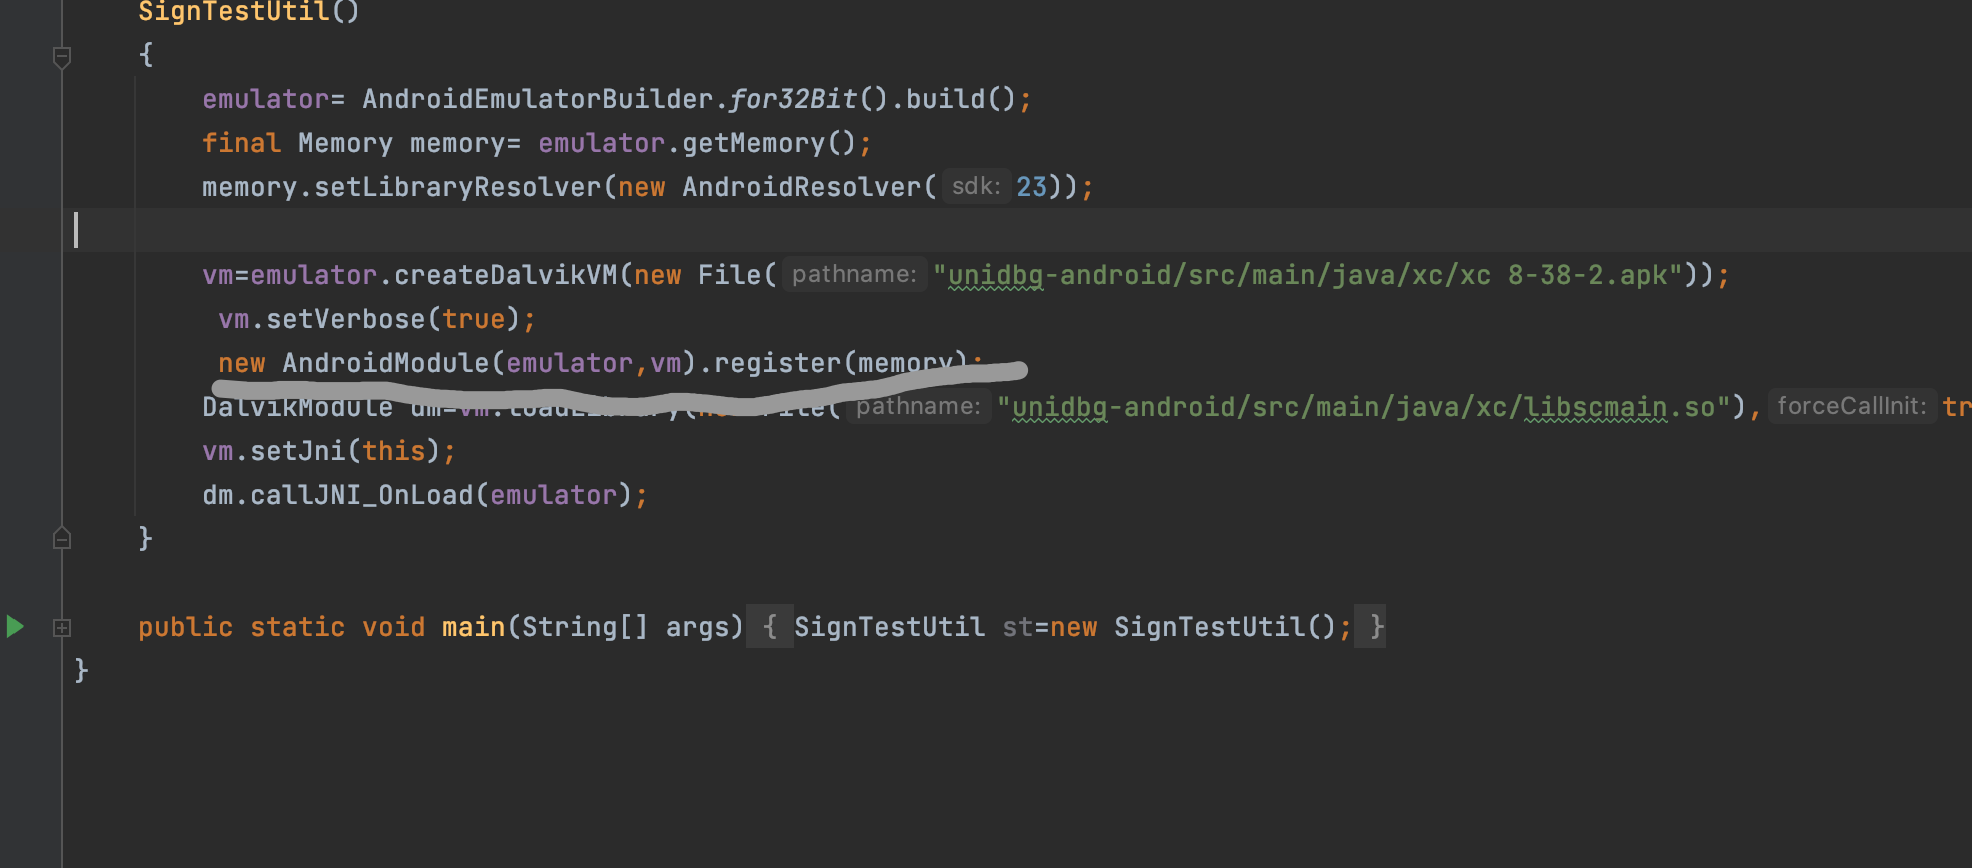 SignTestUtil()
{
emulator= AndroidEmulatorBuilder.for32Bit().build();
final Memory memory= emulator.getMemory();
memory.setLibraryResolver(new AndroidResolver( sdk: 23));
vm=emulator.createDalvikVM(new File( pathname: "unidbg-android/src/main/java/xc/xc 8-38-2.apk"));
vm.setVerbose(true);
new AndroidModule(emulator,vm).register(memory);
DalvikModule dm=vm.loadLibrary(new File( pathname: "unidbg-android/src/main/java/xc/libscmain.so"), forceCallInit: tr
vm.setJni(this);
dm.callJNI_OnLoad(emulator);
}
public static void main(String[] args) { SignTestUtil st=new SignTestUtil(); }
}